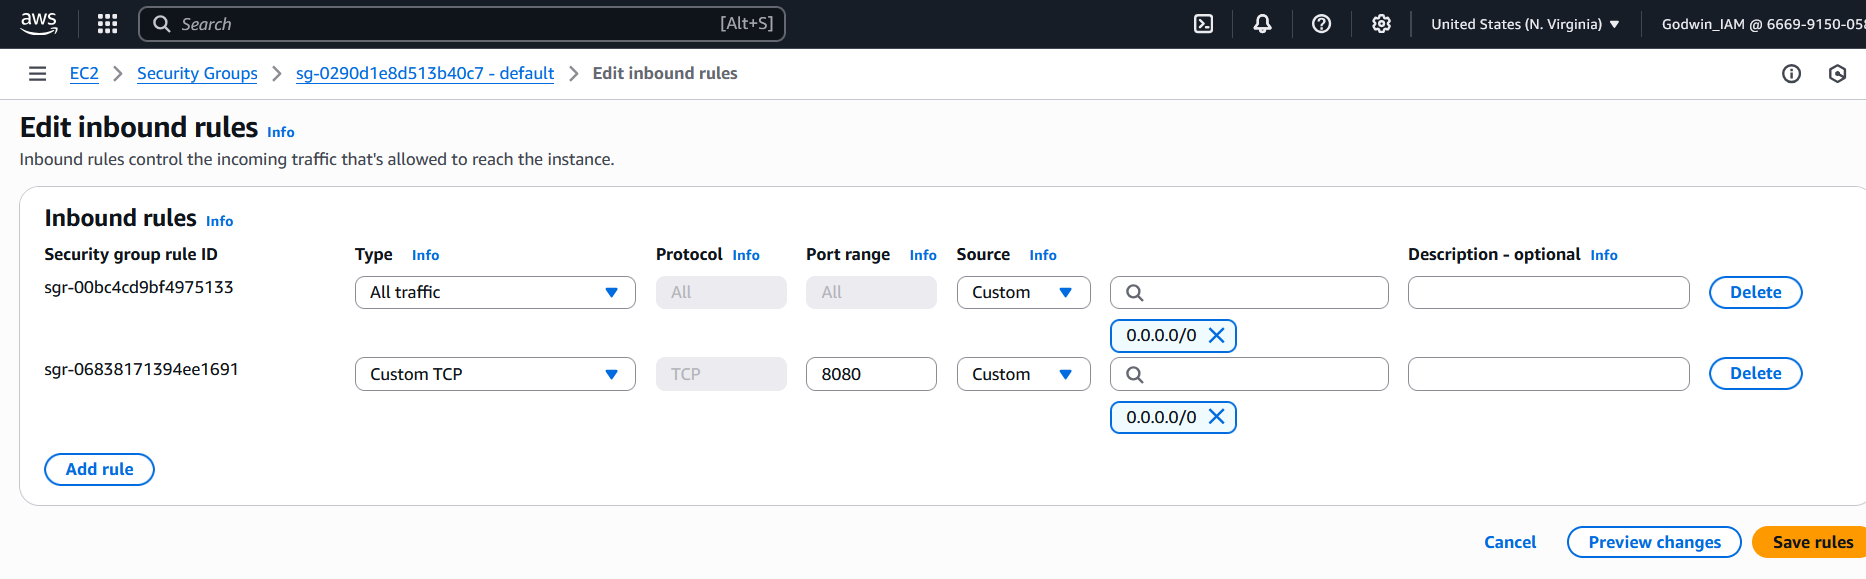 aws Search [Alt+S] United States (N. Virginia) Godwin_IAM @ 6669-9150-058
EC2 Security Groups sg-0290d1e8d513b40c7 - default Edit inbound rules
Edit inbound rules Info
Inbound rules control the incoming traffic that's allowed to reach the instance.
Inbound rules Info
Security group rule ID Type Info Protocol Info Port range Info Source Info Description - optional Info
sgr-00bc4cd9bf4975133 All traffic All All Custom Delete
0.0.0.0/0
sgr-06838171394ee1691 Custom TCP TCP 8080 Custom Delete
0.0.0.0/0
Add rule
Cancel Preview changes Save rules